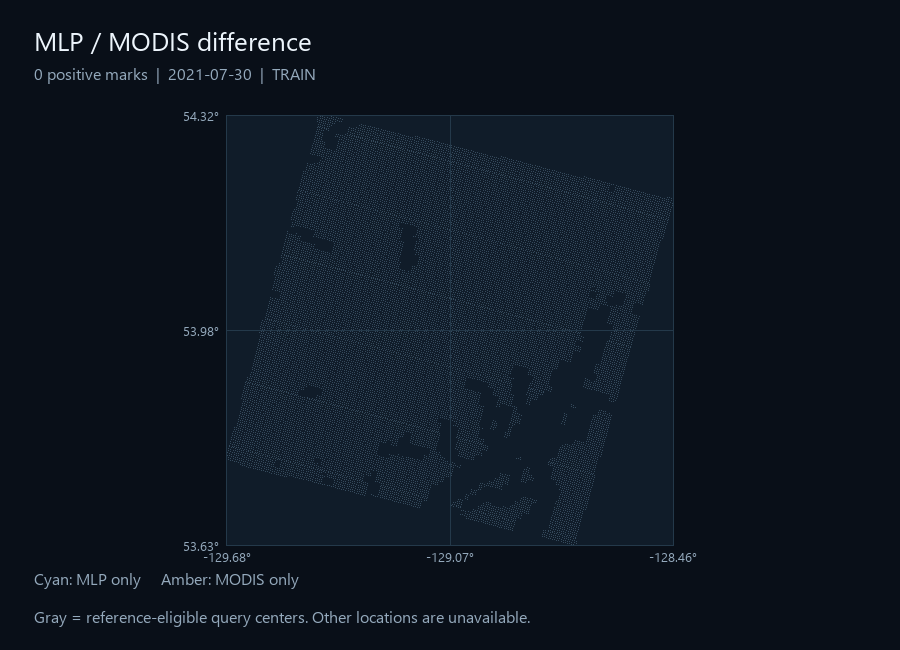 MLP / MODIS difference
0 positive marks | 2021-07-30 | TRAIN
54.32°
53.98°
53.63°
-129.68° -129.07° -128.46°
Cyan: MLP only Amber: MODIS only
Gray = reference-eligible query centers. Other locations are unavailable.